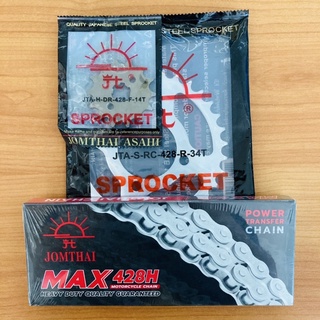 QUALITY JAPANESE STEEL SPROCKET
STEEL SPROCKET
JTA-H-DR-428-F-14T
SPROCKET
JOMTHAI ASAHI
®
JTA-S-RC-428-R-34T
SPROCKET
JOMTHAI
MAX 428H
MOTORCYCLE CHAIN
HEAVY DUTY QUALITY GUARANTEED
POWER
TRANSFER
CHAIN